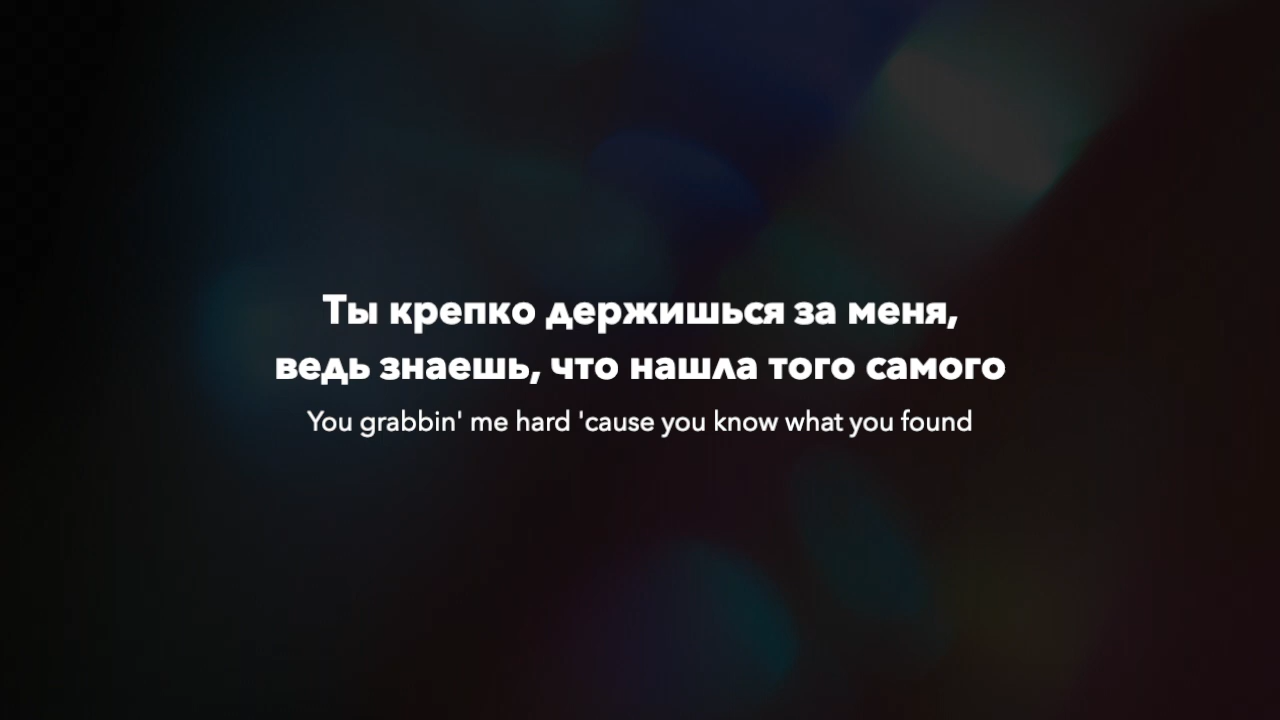 Ты крепко держишься за меня,
ведь знаешь, что нашла того самого
You grabbin' me hard 'cause you know what you found